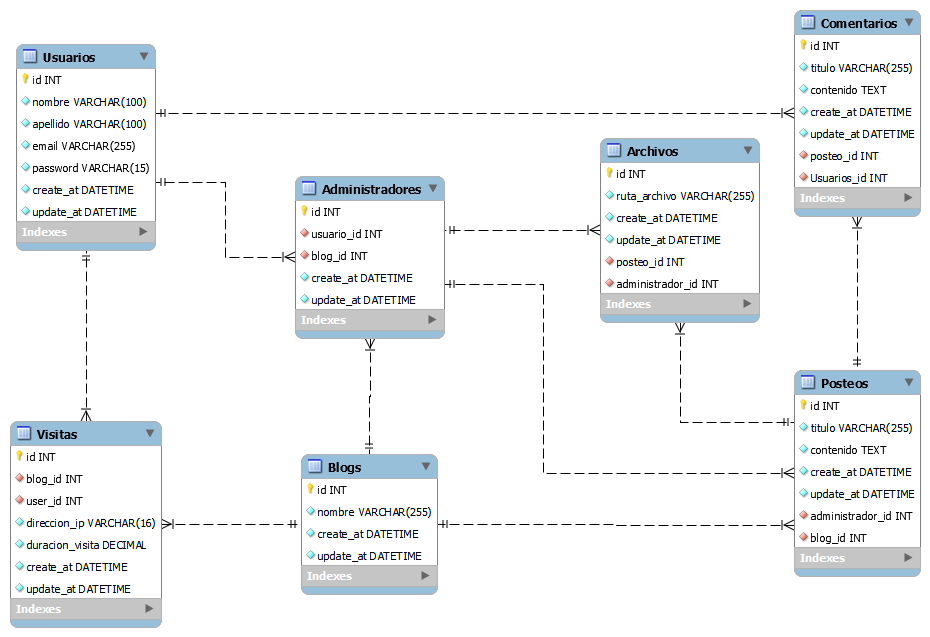 Usuarios
id INT
nombre VARCHAR(100)
apellido VARCHAR(100)
email VARCHAR(255)
password VARCHAR(15)
create_at DATETIME
update_at DATETIME
Indexes
Administradores
id INT
usuario_id INT
blog_id INT
create_at DATETIME
update_at DATETIME
Indexes
Archivos
id INT
ruta_archivo VARCHAR(255)
create_at DATETIME
update_at DATETIME
posteo_id INT
administrador_id INT
Indexes
Comentarios
id INT
titulo VARCHAR(255)
contenido TEXT
create_at DATETIME
update_at DATETIME
posteo_id INT
Usuarios_id INT
Indexes
Visitas
id INT
blog_id INT
user_id INT
direccion_ip VARCHAR(16)
duracion_visita DECIMAL
create_at DATETIME
update_at DATETIME
Indexes
Blogs
id INT
nombre VARCHAR(255)
create_at DATETIME
update_at DATETIME
Indexes
Posteos
id INT
titulo VARCHAR(255)
contenido TEXT
create_at DATETIME
update_at DATETIME
administrador_id INT
blog_id INT
Indexes